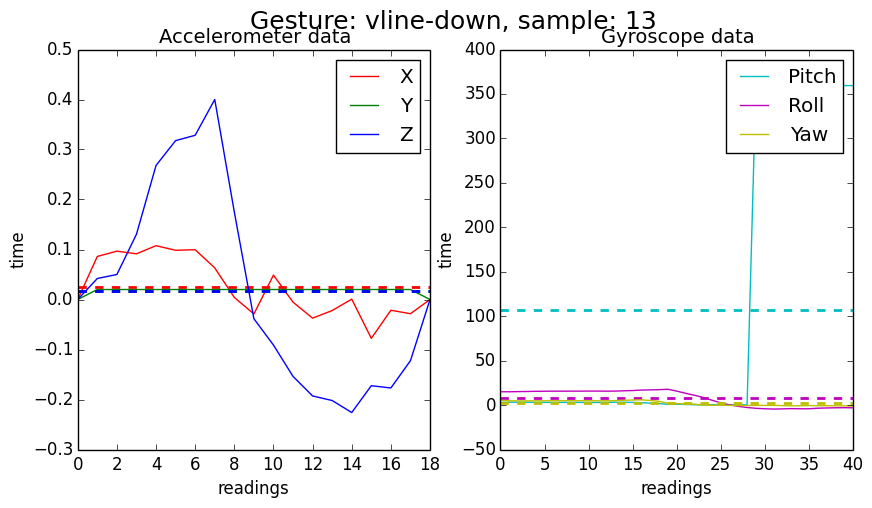 Gesture: vline-down, sample: 13
Accelerometer data
0.5
0.4
0.3
0.2
0.1
0.0
−0.1
−0.2
−0.3
time
0 2 4 6 8 10 12 14 16 18
readings
X
Y
Z
Gyroscope data
400
350
300
250
200
150
100
50
0
−50
time
0 5 10 15 20 25 30 35 40
readings
Pitch
Roll
Yaw